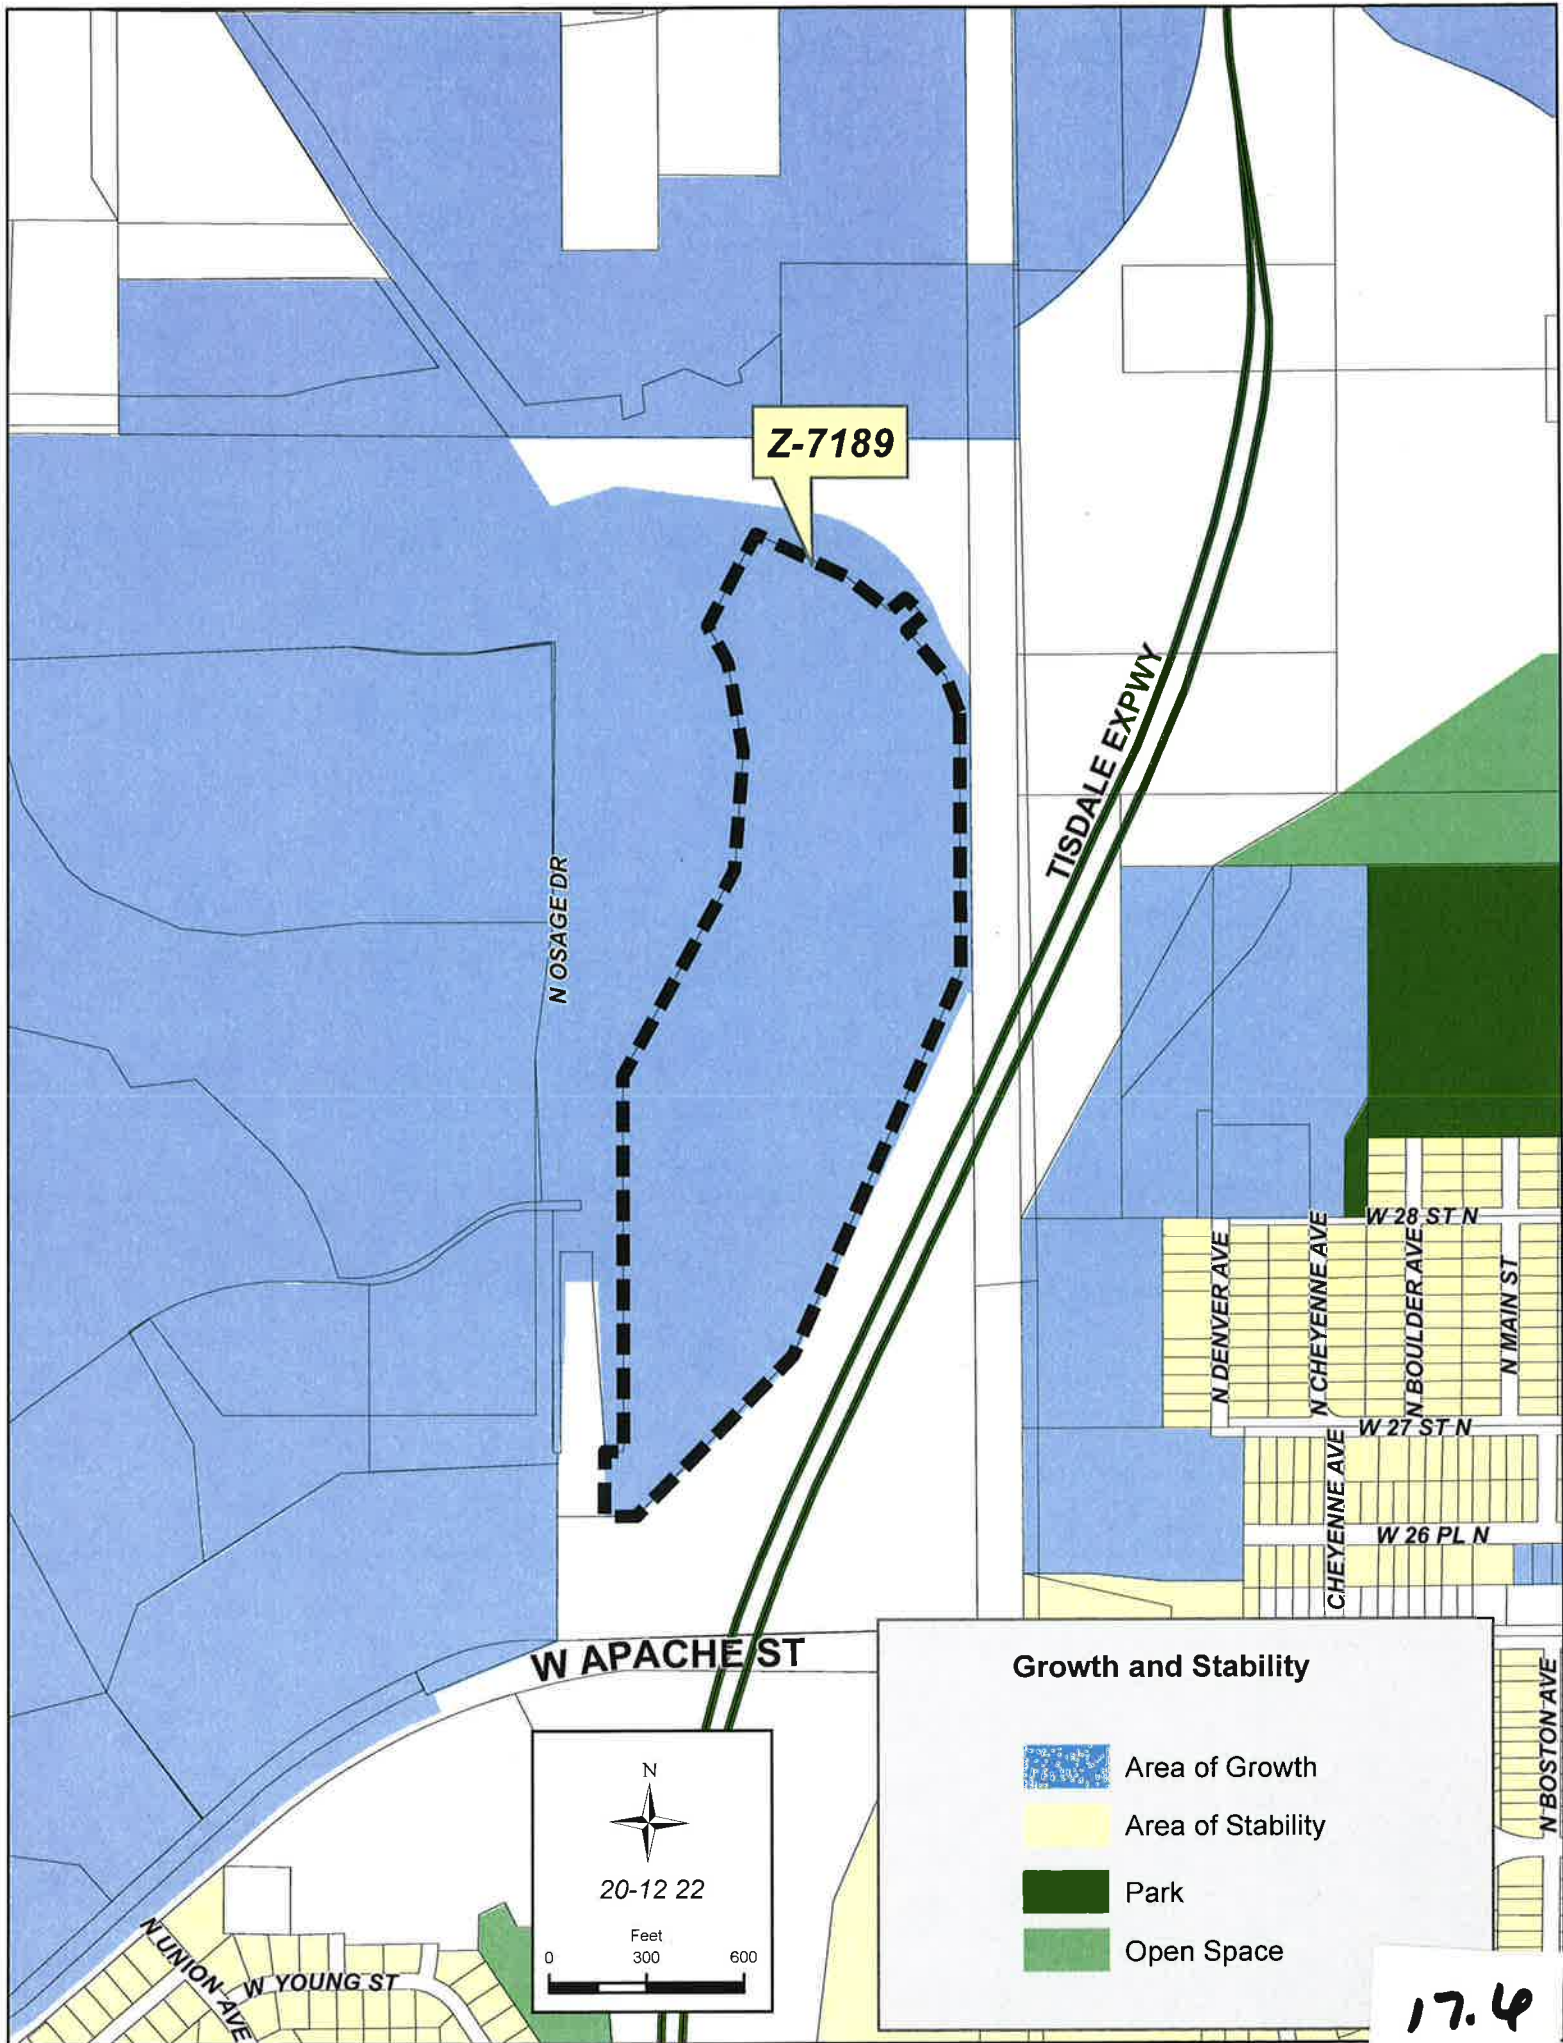 Z-7189
TISDALE EXPWY
N OSAGE DR
W 28 ST N
N DENVER AVE
N CHEYENNE AVE
N BOULDER AVE
N MAIN ST
W 27 ST N
CHEYENNE AVE
W 26 PL N
W APACHE ST
N BOSTON AVE
Growth and Stability
Area of Growth
Area of Stability
Park
Open Space
N
20-12 22
Feet
0 300 600
N UNION AVE
W YOUNG ST
17.4